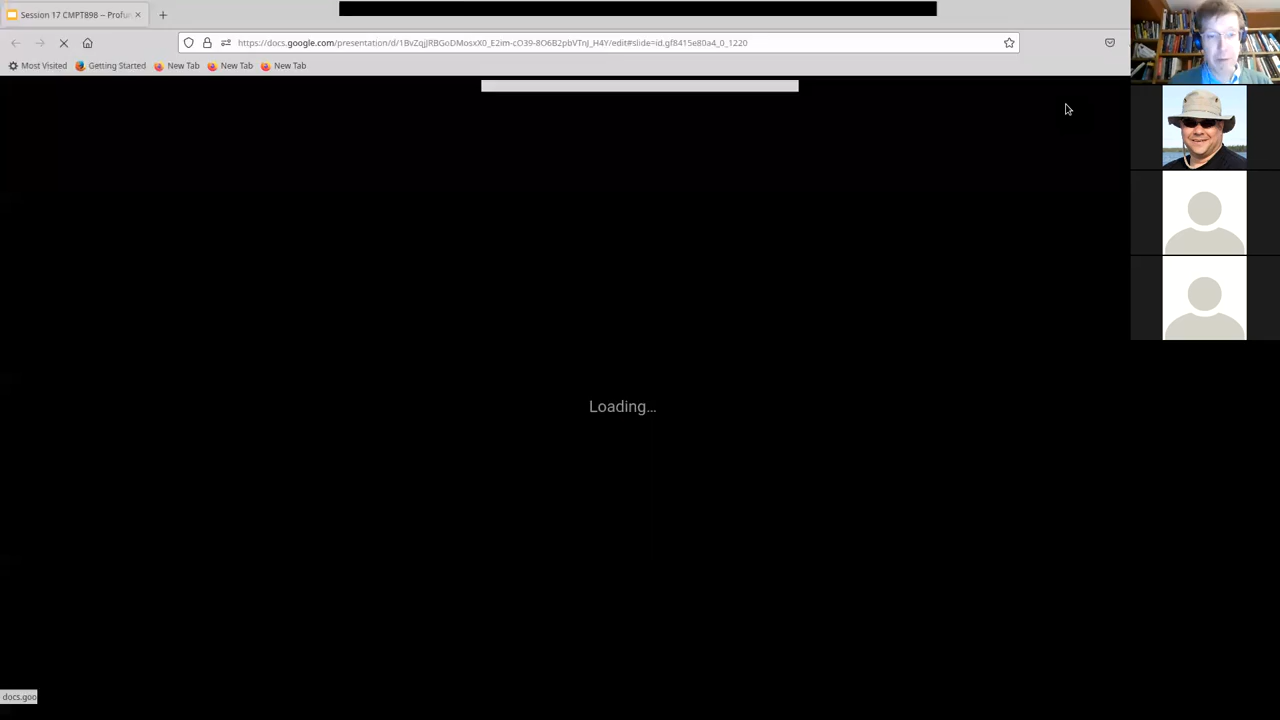 Session 17 CMPT898 – Profu
https://docs.google.com/presentation/d/1BvZqjJRBGoDMosxX0_E2im-cO39-8O6B2pbVTnJ_H4Y/edit#slide=id.gf8415e80a4_0_1220
Most Visited
Getting Started
New Tab
New Tab
New Tab
Loading...
docs.goo